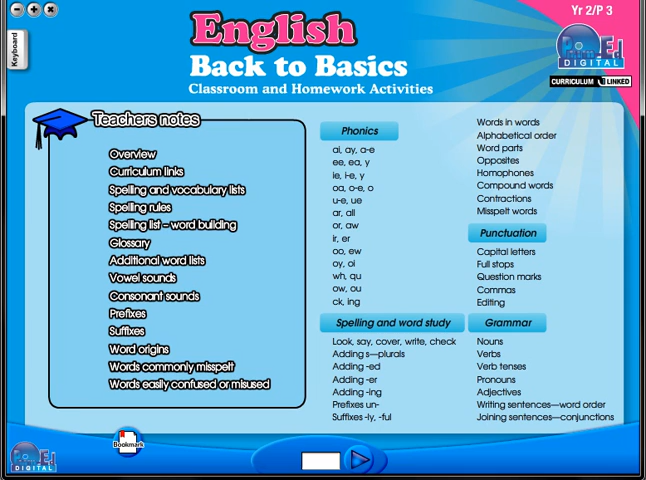 Yr 2/P 3
English
Back to Basics
Classroom and Homework Activities
Keyboard
DIGITAL
CURRICULUM LINKED
Teachers notes
Overview
Curriculum links
Spelling and vocabulary lists
Spelling rules
Spelling list – word building
Glossary
Additional word lists
Vowel sounds
Consonant sounds
Prefixes
Suffixes
Word origins
Words commonly misspelt
Words easily confused or misused
Phonics
ai, ay, a-e
ee, ea, y
ie, i-e, y
oa, o-e, o
u-e, ue
ar, all
or, aw
ir, er
oo, ew
oy, oi
wh, qu
ow, ou
ck, ing
Spelling and word study
Look, say, cover, write, check
Adding s—plurals
Adding -ed
Adding -er
Adding -ing
Prefixes un-
Suffixes -ly, -ful
Words in words
Alphabetical order
Word parts
Opposites
Homophones
Compound words
Contractions
Misspelt words
Punctuation
Capital letters
Full stops
Question marks
Commas
Editing
Grammar
Nouns
Verbs
Verb tenses
Pronouns
Adjectives
Writing sentences—word order
Joining sentences—conjunctions
Bookmark
DIGITAL